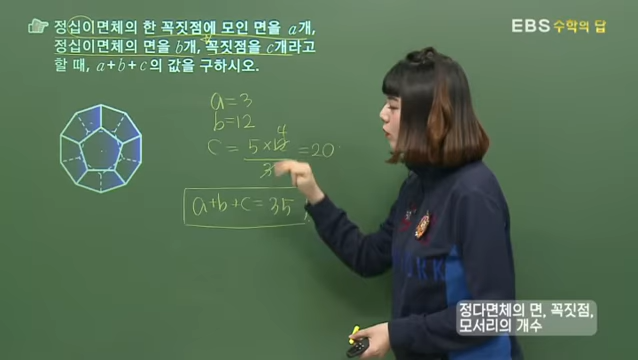 정십이면체의 한 꼭짓점에 모인 면을 a개,
정십이면체의 면을 b개, 꼭짓점을 c개라고
할 때, a+b+c의 값을 구하시오.
EBS 수학의 답
a=3
b=12
4
c = 5×12 = 20
3
a+b+c= 35
정다면체의 면, 꼭짓점,
모서리의 개수